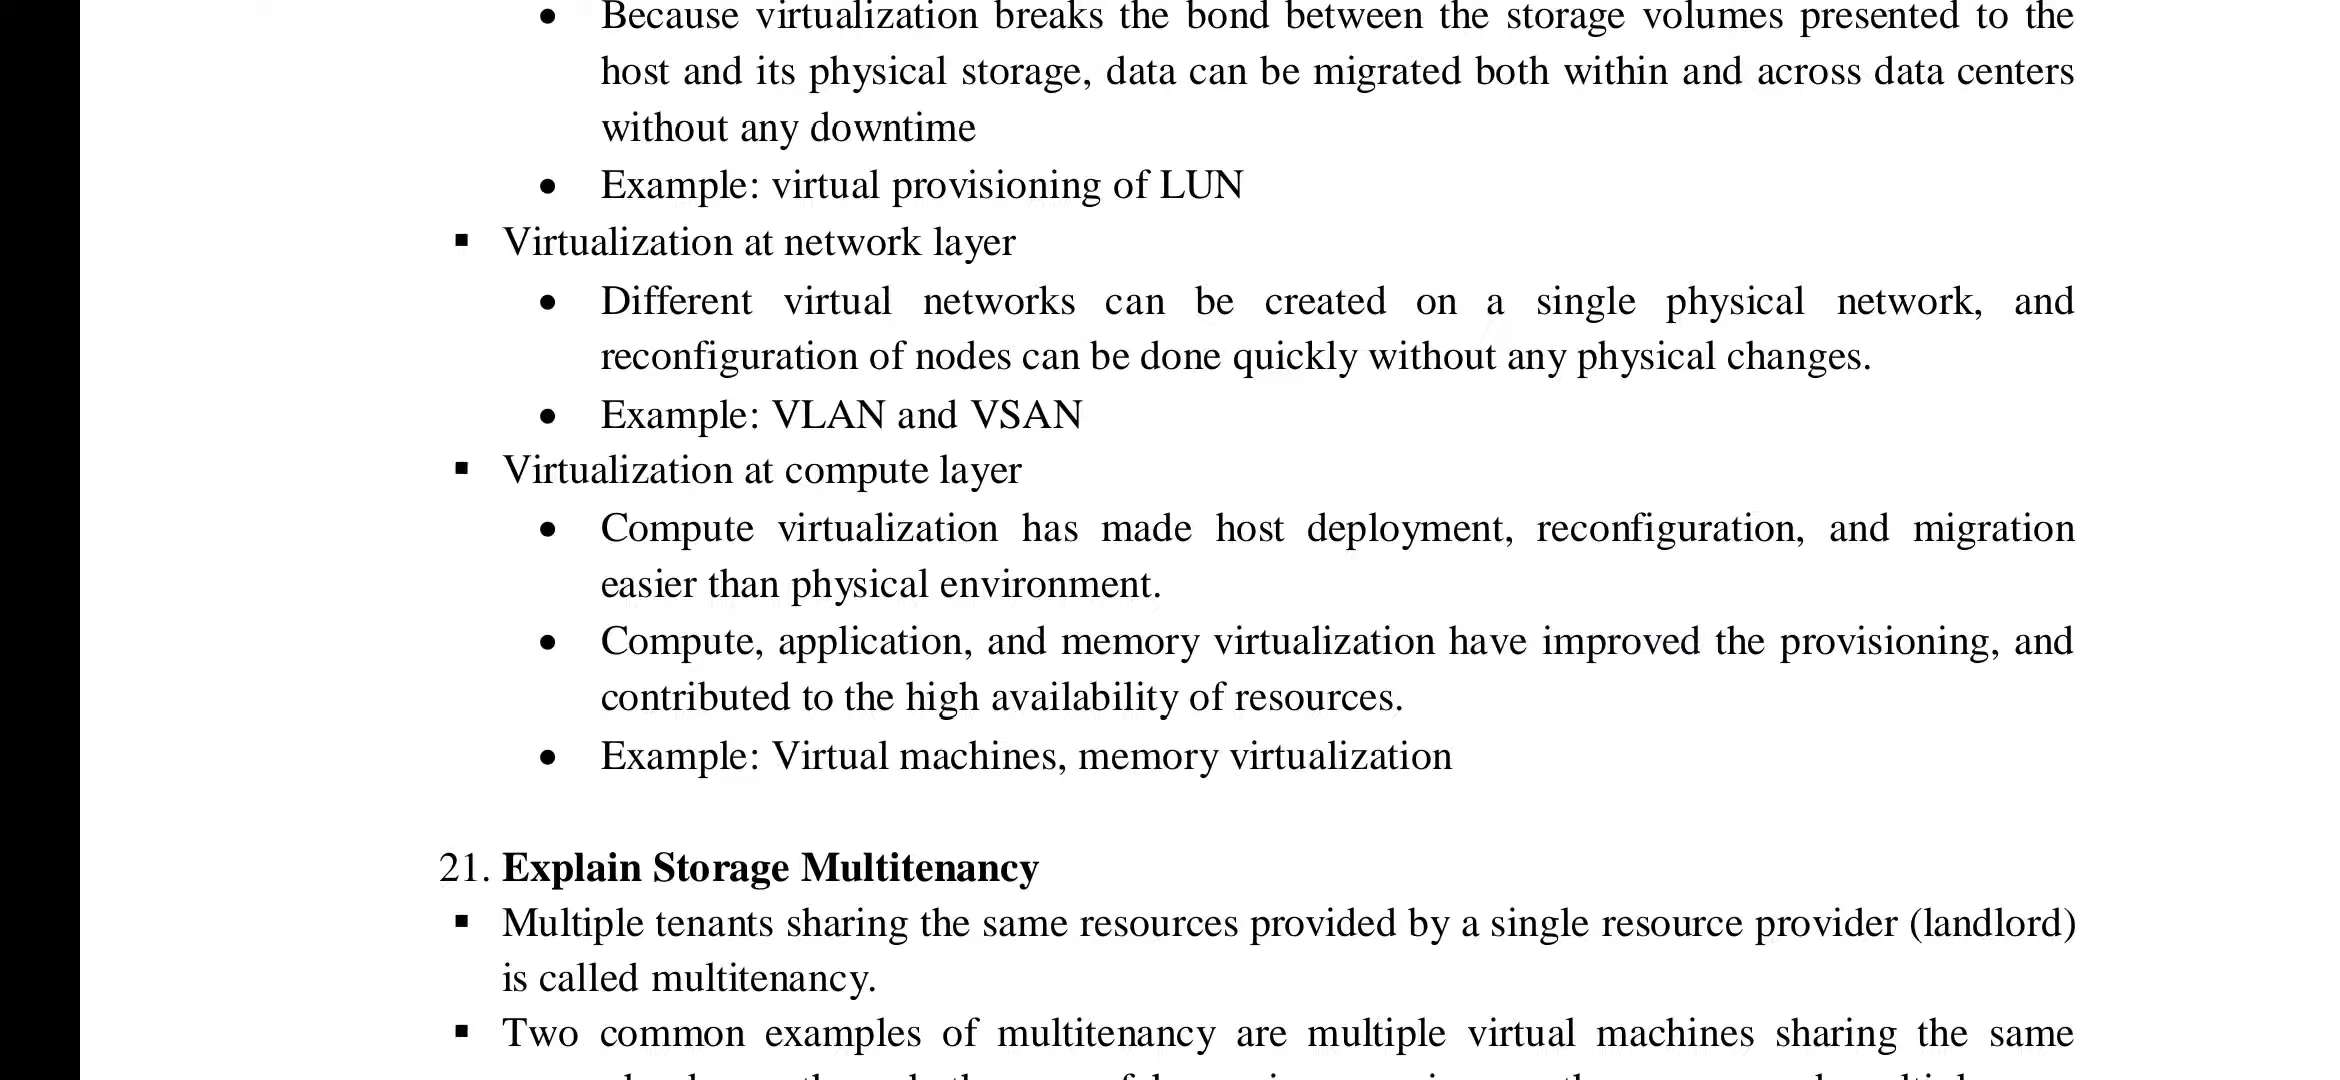 • Because virtualization breaks the bond between the storage volumes presented to the
host and its physical storage, data can be migrated both within and across data centers
without any downtime
• Example: virtual provisioning of LUN
▪ Virtualization at network layer
• Different virtual networks can be created on a single physical network, and
reconfiguration of nodes can be done quickly without any physical changes.
• Example: VLAN and VSAN
▪ Virtualization at compute layer
• Compute virtualization has made host deployment, reconfiguration, and migration
easier than physical environment.
• Compute, application, and memory virtualization have improved the provisioning, and
contributed to the high availability of resources.
• Example: Virtual machines, memory virtualization
21. Explain Storage Multitenancy
▪ Multiple tenants sharing the same resources provided by a single resource provider (landlord)
is called multitenancy.
▪ Two common examples of multitenancy are multiple virtual machines sharing the same